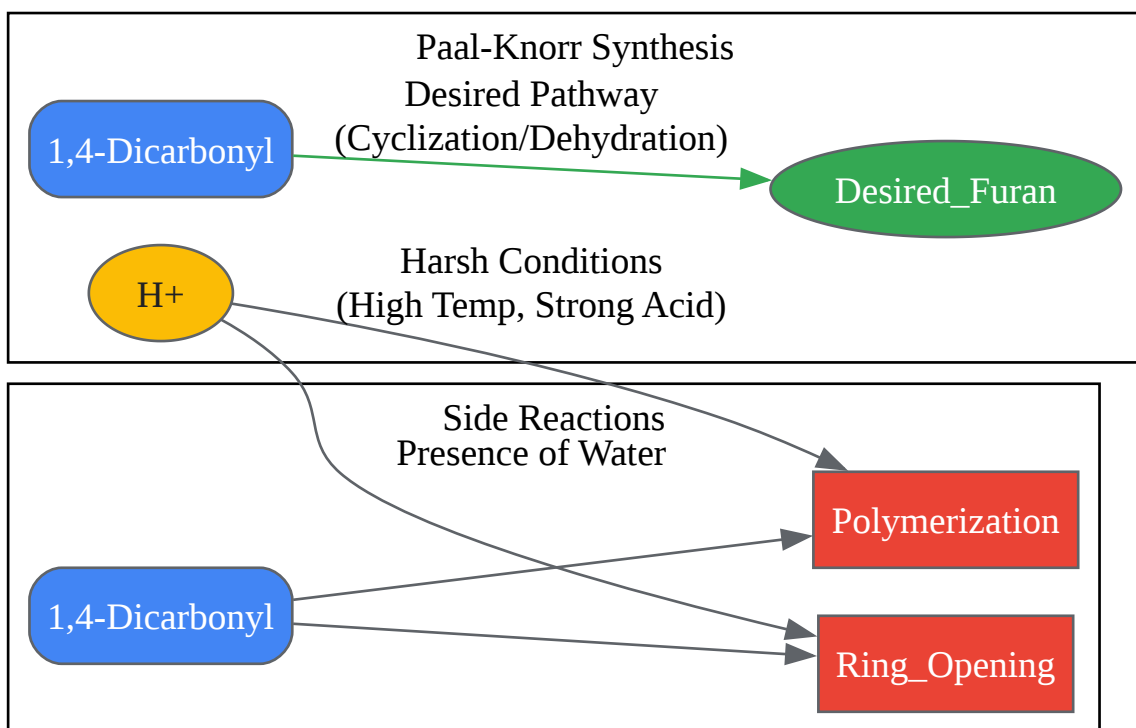 Paal-Knorr Synthesis
Desired Pathway
(Cyclization/Dehydration)
1,4-Dicarbonyl
Desired_Furan
Harsh Conditions
(High Temp, Strong Acid)
H+
Side Reactions
Presence of Water
Polymerization
1,4-Dicarbonyl
Ring_Opening